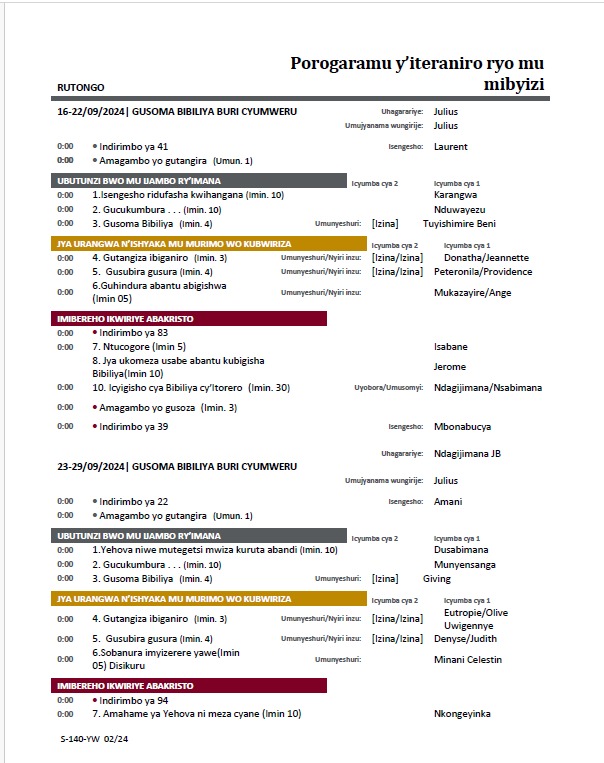 Porogaramu y'iteraniro ryo mu
mibyizi
RUTONGO
16-22/09/2024| GUSOMA BIBILIYA BURI CYUMWERU Uhagarariye: Julius
Umujyanama wungirije: Julius
0:00 • Indirimbo ya 41 Isengesho: Laurent
0:00 • Amagambo yo gutangira (Umun. 1)
UBUTUNZI BWO MU IJAMBO RY'IMANA Icyumba cya 2 Icyumba cya 1
0:00 1.Isengesho ridufasha kwihangana (Imin. 10) Karangwa
0:00 2. Gucukumbura . . . (Imin. 10) Nduwayezu
0:00 3. Gusoma Bibiliya (Imin. 4) Umunyeshuri: [Izina] Tuyishimire Beni
JYA URANGWA N'ISHYAKA MU MURIMO WO KUBWIRIZA Icyumba cya 2 Icyumba cya 1
0:00 4. Gutangiza ibiganiro (Imin. 3) Umunyeshuri/Nyiri inzu: [Izina/Izina] Donatha/Jeannette
0:00 5. Gusubira gusura (Imin. 4) Umunyeshuri/Nyiri inzu: [Izina/Izina] Peteronila/Providence
0:00 6.Guhindura abantu abigishwa
(Imin 05) Umunyeshuri/Nyiri inzu: Mukazayire/Ange
IMIBEREHO IKWIRIYE ABAKRISTO
0:00 • Indirimbo ya 83
0:00 7. Ntucogore (Imin 5) Isabane
8. Jya ukomeza usabe abantu kubigisha
Bibiliya(Imin 10) Jerome
0:00 10. Icyigisho cya Bibiliya cy'Itorero (Imin. 30) Uyobora/Umusomyi: Ndagijimana/Nsabimana
0:00 • Amagambo yo gusoza (Imin. 3)
0:00 • Indirimbo ya 39 Isengesho: Mbonabucya
Uhagarariye: Ndagijimana JB
23-29/09/2024| GUSOMA BIBILIYA BURI CYUMWERU
Umujyanama wungirije: Julius
0:00 • Indirimbo ya 22 Isengesho: Amani
0:00 • Amagambo yo gutangira (Umun. 1)
UBUTUNZI BWO MU IJAMBO RY'IMANA Icyumba cya 2 Icyumba cya 1
0:00 1.Yehova niwe mutegetsi mwiza kuruta abandi (Imin. 10) Dusabimana
0:00 2. Gucukumbura . . . (Imin. 10) Munyensanga
0:00 3. Gusoma Bibiliya (Imin. 4) Umunyeshuri: [Izina] Giving
JYA URANGWA N'ISHYAKA MU MURIMO WO KUBWIRIZA Icyumba cya 2 Icyumba cya 1
0:00 4. Gutangiza ibiganiro (Imin. 3) Umunyeshuri/Nyiri inzu: [Izina/Izina] Eutropie/Olive
Uwigennye
0:00 5. Gusubira gusura (Imin. 4) Umunyeshuri/Nyiri inzu: [Izina/Izina] Denyse/Judith
0:00 6.Sobanura imyizerere yawe(Imin
05) Disikuru Umunyeshuri: Minani Celestin
IMIBEREHO IKWIRIYE ABAKRISTO
0:00 • Indirimbo ya 94
0:00 7. Amahame ya Yehova ni meza cyane (Imin 10) Nkongeyinka
S-140-YW 02/24